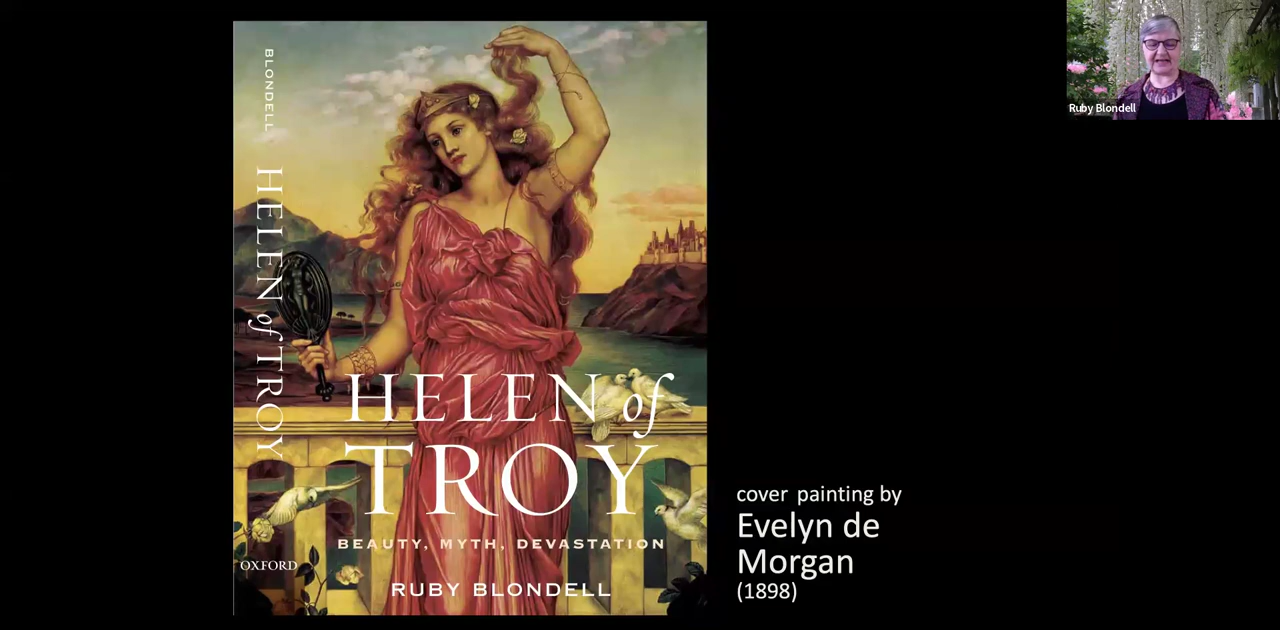 BLONDELL
HELEN of TROY
OXFORD
HELEN of
TROY
BEAUTY, MYTH, DEVASTATION
RUBY BLONDELL
cover painting by
Evelyn de
Morgan
(1898)
Ruby Blondell